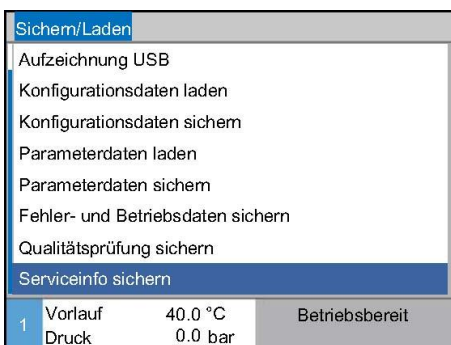 Sichern/Laden
Aufzeichnung USB
Konfigurationsdaten laden
Konfigurationsdaten sichern
Parameterdaten laden
Parameterdaten sichern
Fehler- und Betriebsdaten sichern
Qualitätsprüfung sichern
Serviceinfo sichern
1 Vorlauf 40.0 °C Betriebsbereit
Druck 0.0 bar